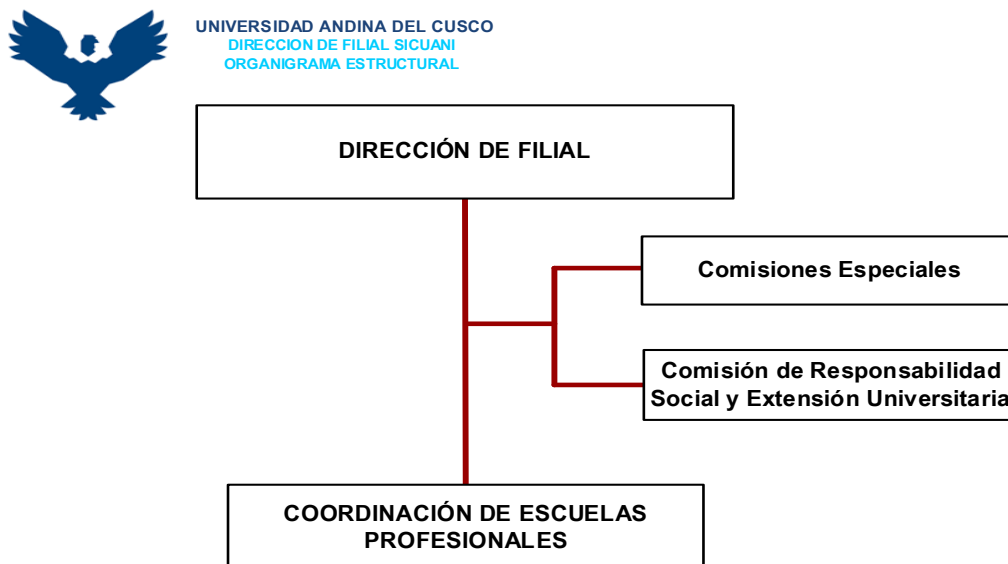 UNIVERSIDAD ANDINA DEL CUSCO
DIRECCION DE FILIAL SICUANI
ORGANIGRAMA ESTRUCTURAL
DIRECCIÓN DE FILIAL
Comisiones Especiales
Comisión de Responsabilidad
Social y Extensión Universitaria
COORDINACIÓN DE ESCUELAS
PROFESIONALES